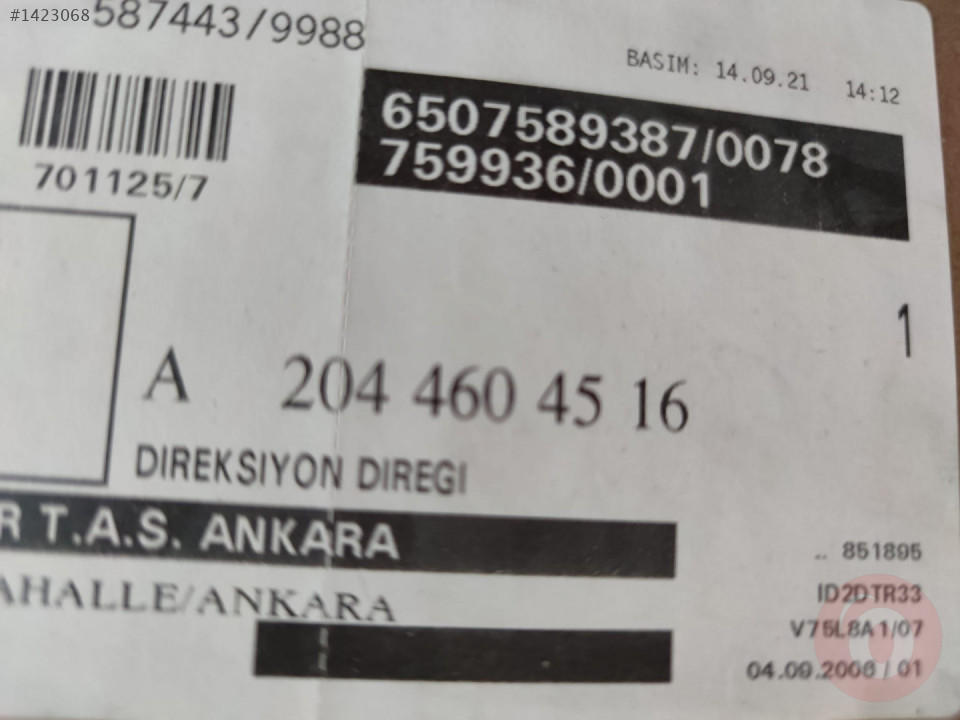 #1423068
587443/9988
BASIM: 14.09.21 14:12
6507589387/0078
759936/0001
701125/7
1
A 204 460 45 16
DIREKSIYON DIREGI
R T.A.S. ANKARA
AHALLE/ANKARA
.. 851895
ID2DTR33
V75L8A1/07
04.09.2006/01